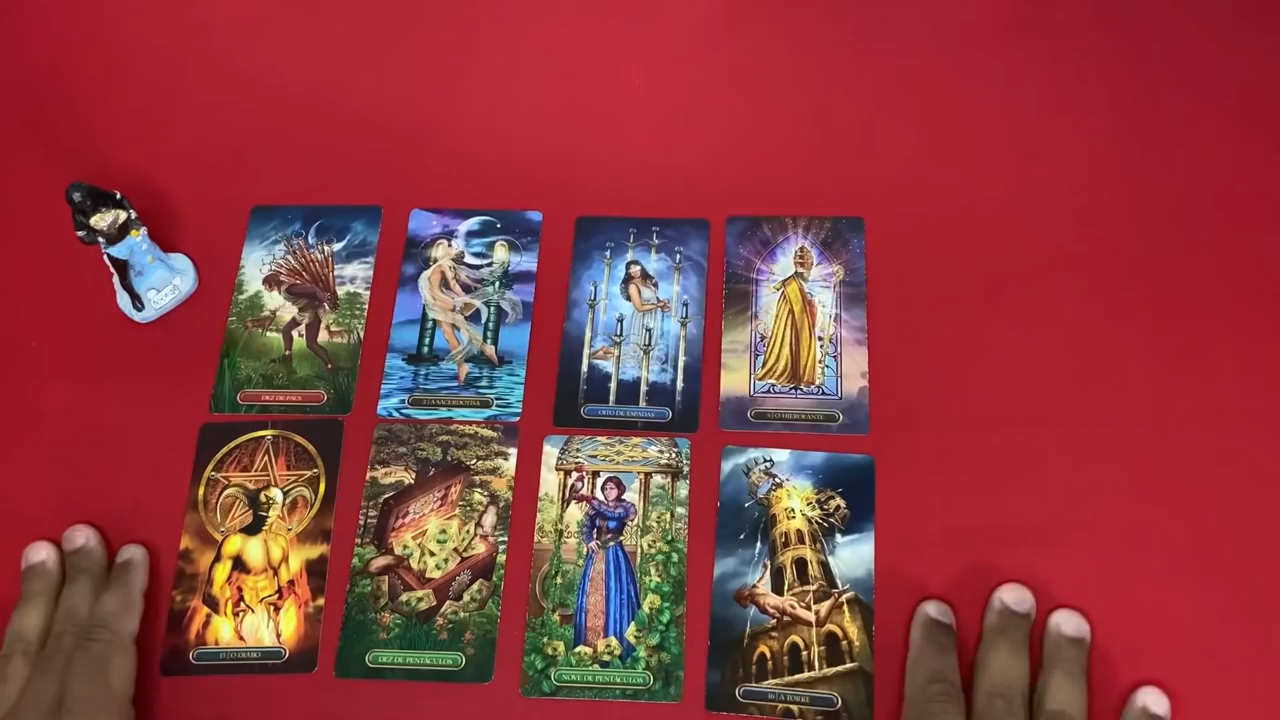 DEZ DE PAUS
2 | A SACERDOTISA
OITO DE ESPADAS
5 | O HIEROFANTE
15 | O DIABO
DEZ DE PENTÁCULOS
NOVE DE PENTÁCULOS
16 | A TORRE